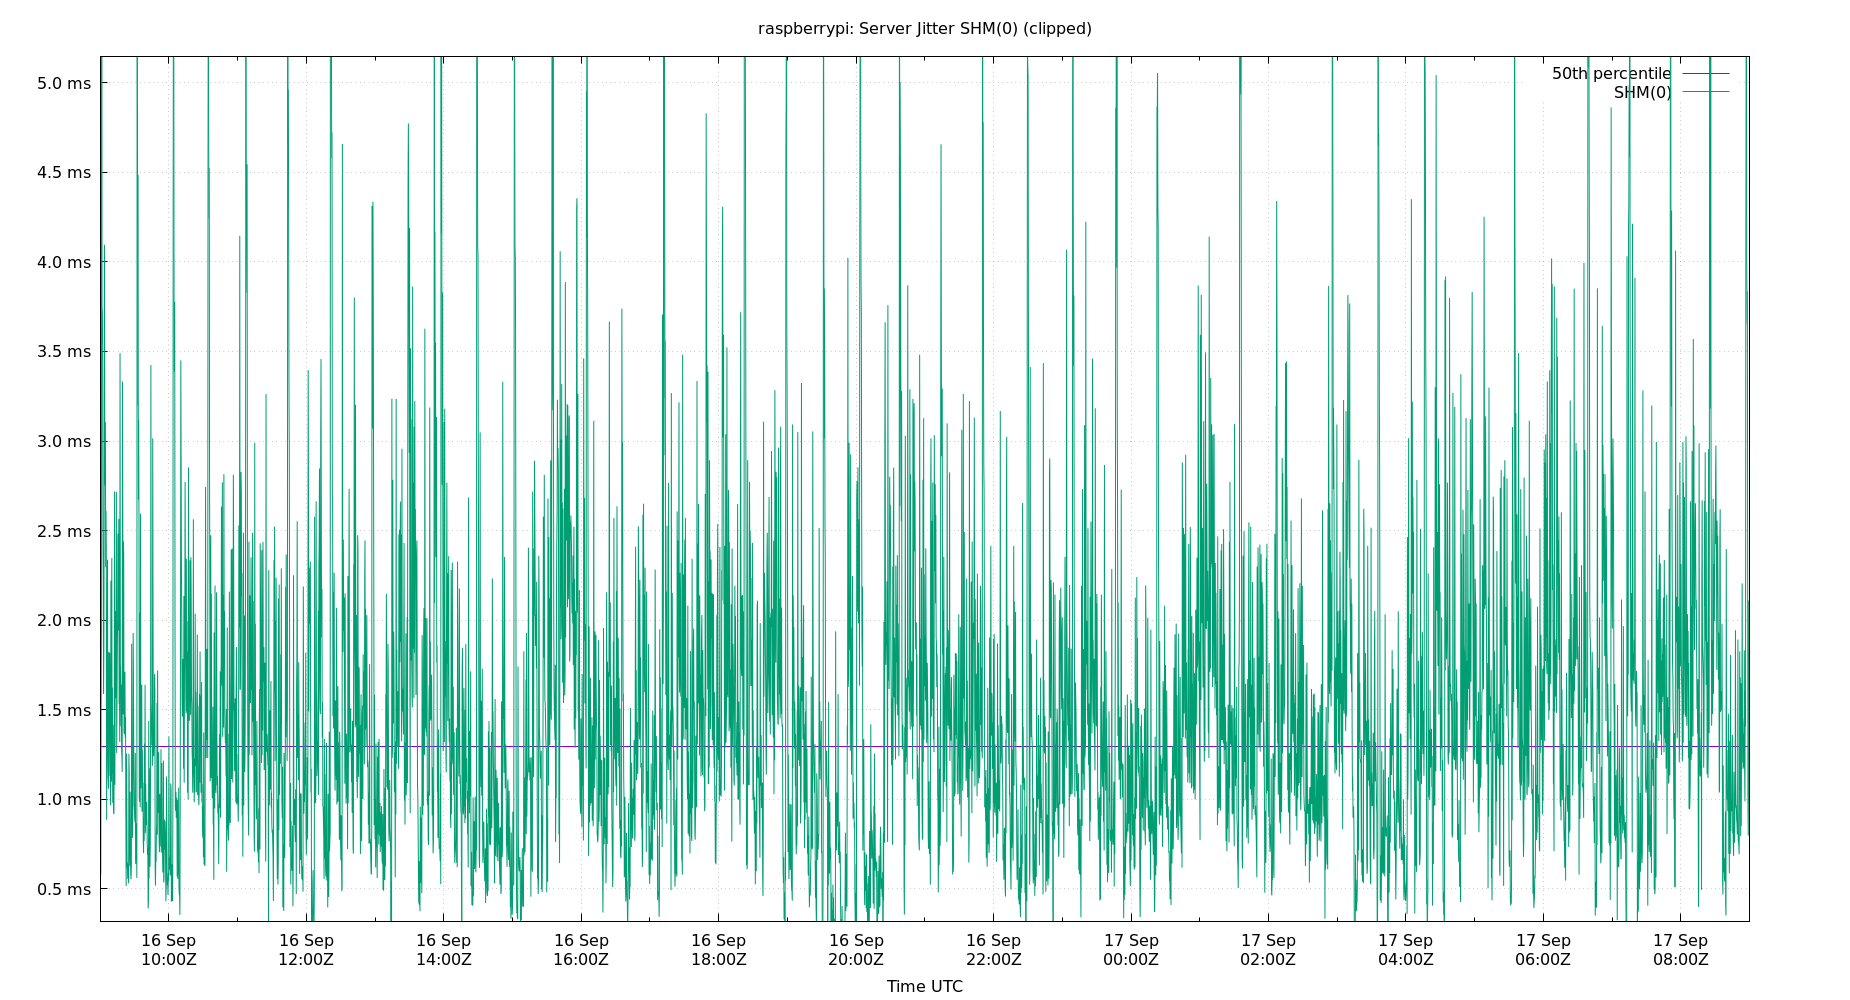 raspberrypi: Server Jitter SHM(0) (clipped)
50th percentile
SHM(0)
5.0 ms
4.5 ms
4.0 ms
3.5 ms
3.0 ms
2.5 ms
2.0 ms
1.5 ms
1.0 ms
0.5 ms
16 Sep 16 Sep 16 Sep 16 Sep 16 Sep 16 Sep 16 Sep 17 Sep 17 Sep 17 Sep 17 Sep 17 Sep
10:00Z 12:00Z 14:00Z 16:00Z 18:00Z 20:00Z 22:00Z 00:00Z 02:00Z 04:00Z 06:00Z 08:00Z
Time UTC